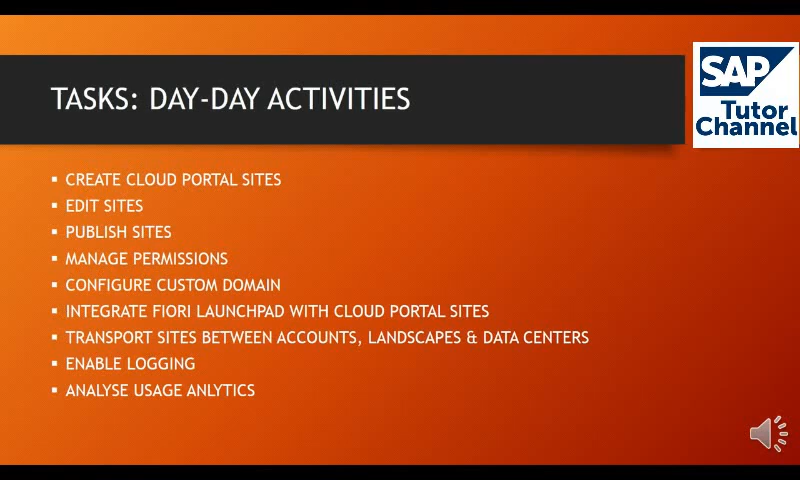 TASKS: DAY-DAY ACTIVITIES
SAP
Tutor
Channel
▪ CREATE CLOUD PORTAL SITES
▪ EDIT SITES
▪ PUBLISH SITES
▪ MANAGE PERMISSIONS
▪ CONFIGURE CUSTOM DOMAIN
▪ INTEGRATE FIORI LAUNCHPAD WITH CLOUD PORTAL SITES
▪ TRANSPORT SITES BETWEEN ACCOUNTS, LANDSCAPES & DATA CENTERS
▪ ENABLE LOGGING
▪ ANALYSE USAGE ANLYTICS